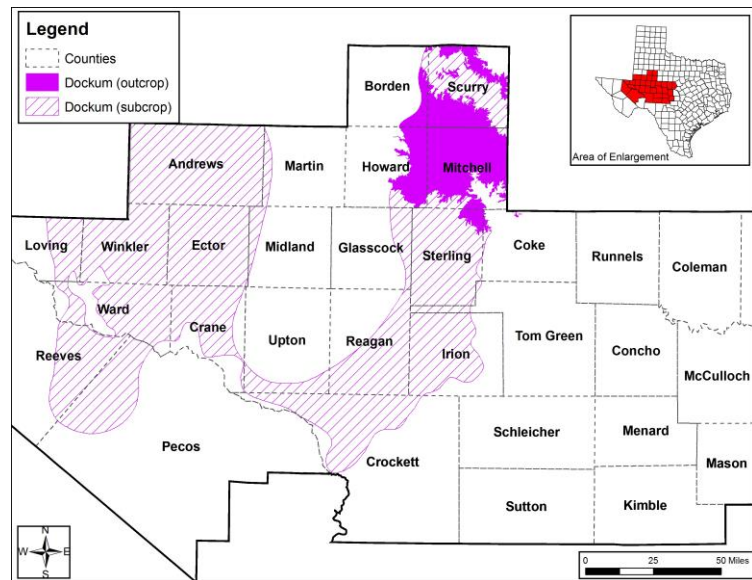 Legend
Counties
Dockum (outcrop)
Dockum (subcrop)
Area of Enlargement
Borden
Scurry
Andrews
Martin
Howard
Mitchell
Loving
Winkler
Ector
Midland
Glasscock
Sterling
Coke
Runnels
Coleman
Ward
Crane
Upton
Reagan
Irion
Tom Green
Concho
McCulloch
Reeves
Pecos
Crockett
Schleicher
Menard
Mason
Sutton
Kimble
N
W E
S
0 25 50 Miles